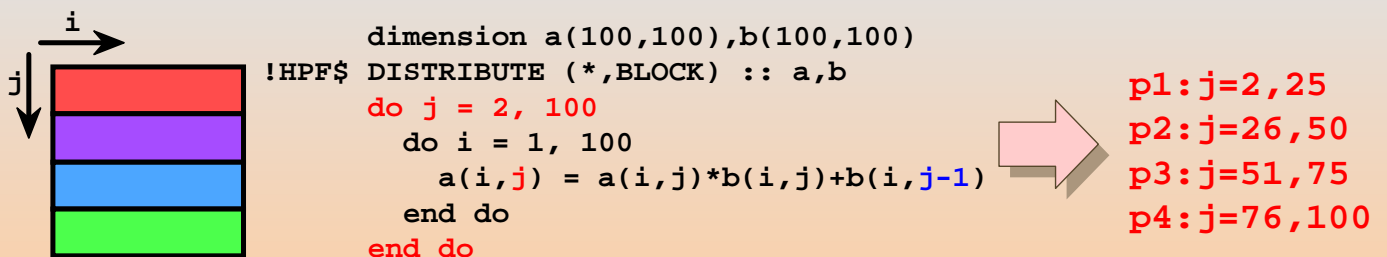 i
j
dimension a(100,100),b(100,100)
!HPF$ DISTRIBUTE (*,BLOCK) :: a,b
do j = 2, 100
do i = 1, 100
a(i,j) = a(i,j)*b(i,j)+b(i,j-1)
end do
end do
p1:j=2,25
p2:j=26,50
p3:j=51,75
p4:j=76,100